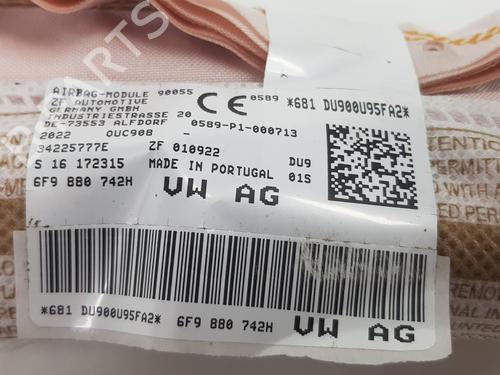 AIRBAG-MODULE 90055
ZF AUTOMOTIVE
GERMANY GMBH
INDUSTRIESTRASSE 20
DE-73553 ALFDORF
CE 0589
*681 DU900U95FA2*
0589-P1-000713
2022 OUC908
34225777E ZF 010922
S 16 172315 MADE IN PORTUGAL
DU9
01S
6F9 880 742H VW AG
*681 DU900U95FA2* 6F9 880 742H VW AG